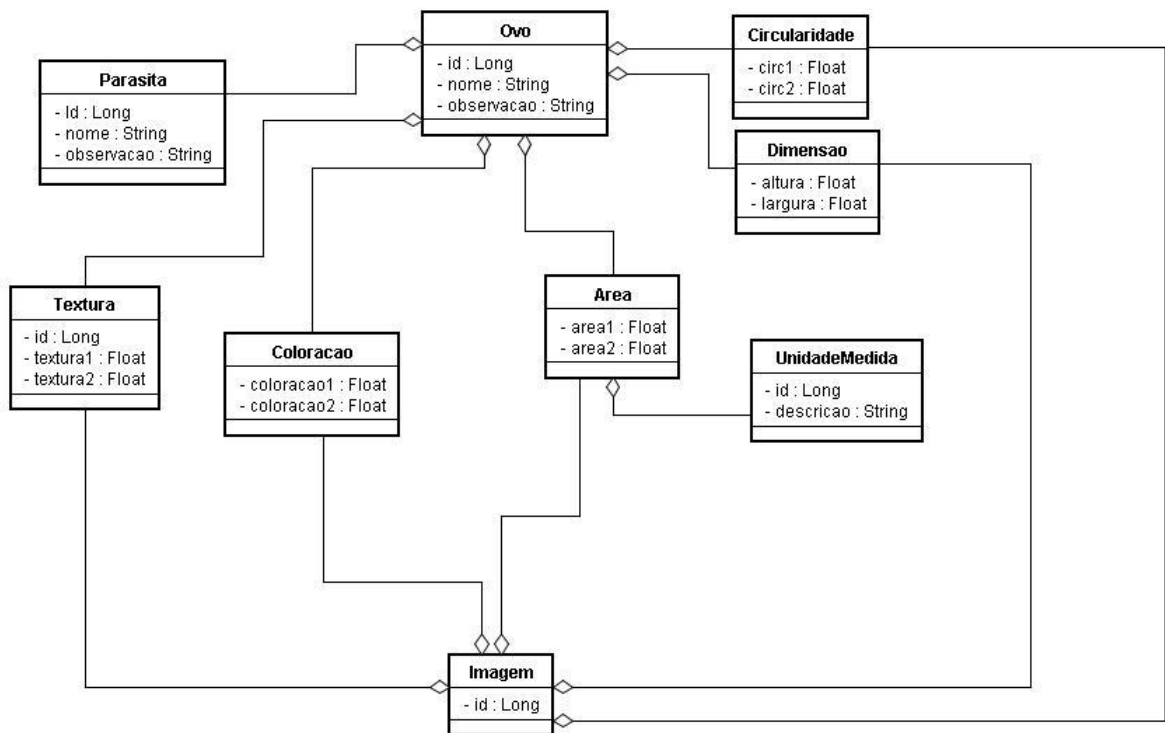 Ovo
- id : Long
- nome : String
- observacao : String
Circularidade
- circ1 : Float
- circ2 : Float
Parasita
- Id : Long
- nome : String
- observacao : String
Dimensao
- altura : Float
- largura : Float
Textura
- id : Long
- textura1 : Float
- textura2 : Float
Coloracao
- coloracao1 : Float
- coloracao2 : Float
Area
- area1 : Float
- area2 : Float
UnidadeMedida
- id : Long
- descricao : String
Imagem
- id : Long